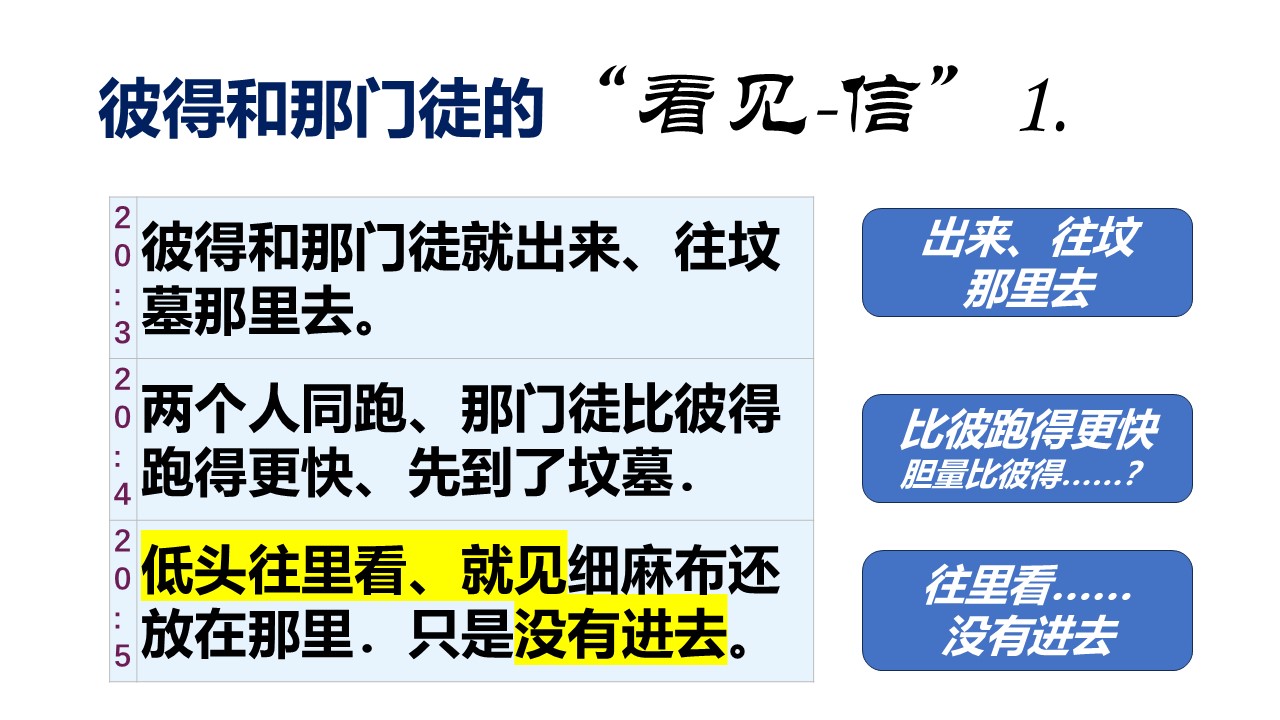 彼得和那门徒的“看见-信” 1.
20:3
彼得和那门徒就出来、往坟
墓那里去。
出来、往坟
那里去
20:4
两个人同跑、那门徒比彼得
跑得更快、先到了坟墓．
比彼跑得更快
胆量比彼得……？
20:5
低头往里看、就见细麻布还
放在那里．只是没有进去。
往里看……
没有进去